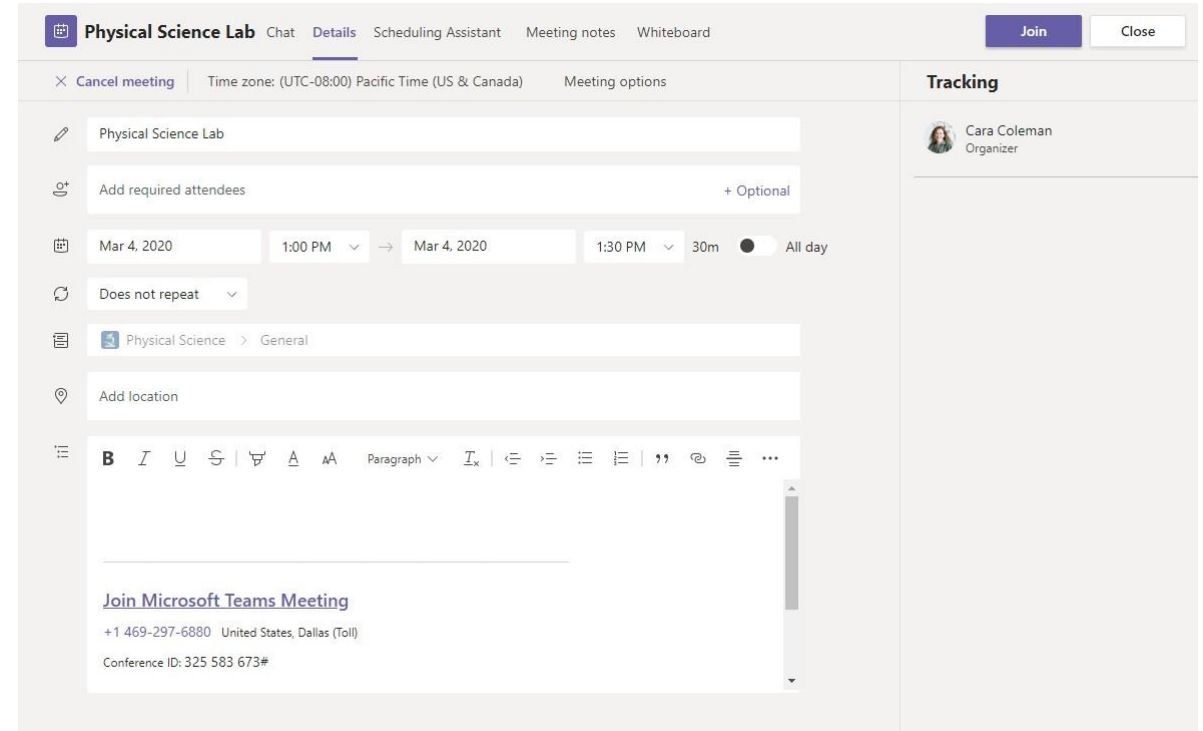 Physical Science Lab Chat Details Scheduling Assistant Meeting notes Whiteboard Join Close
Cancel meeting Time zone: (UTC-08:00) Pacific Time (US & Canada) Meeting options
Tracking
Physical Science Lab
Cara Coleman
Organizer
Add required attendees + Optional
Mar 4, 2020 1:00 PM → Mar 4, 2020 1:30 PM 30m All day
Does not repeat
Physical Science > General
Add location
B I U S A AA Paragraph Tx
Join Microsoft Teams Meeting
+1 469-297-6880 United States, Dallas (Toll)
Conference ID: 325 583 673#